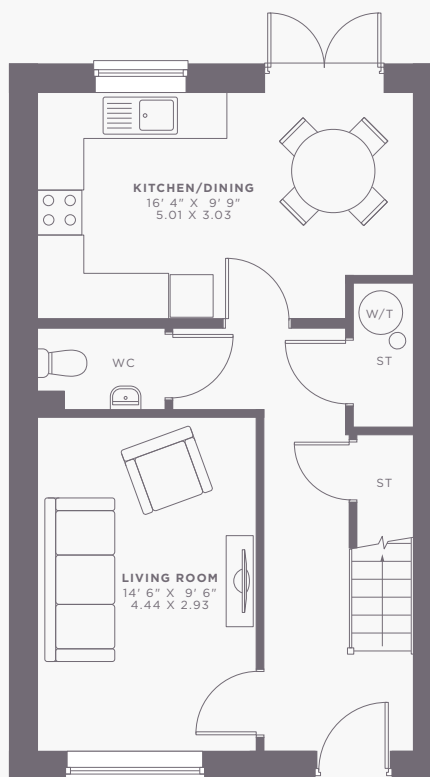 KITCHEN/DINING
16' 4" X 9' 9"
5.01 X 3.03
W/T
ST
WC
ST
LIVING ROOM
14' 6" X 9' 6"
4.44 X 2.93